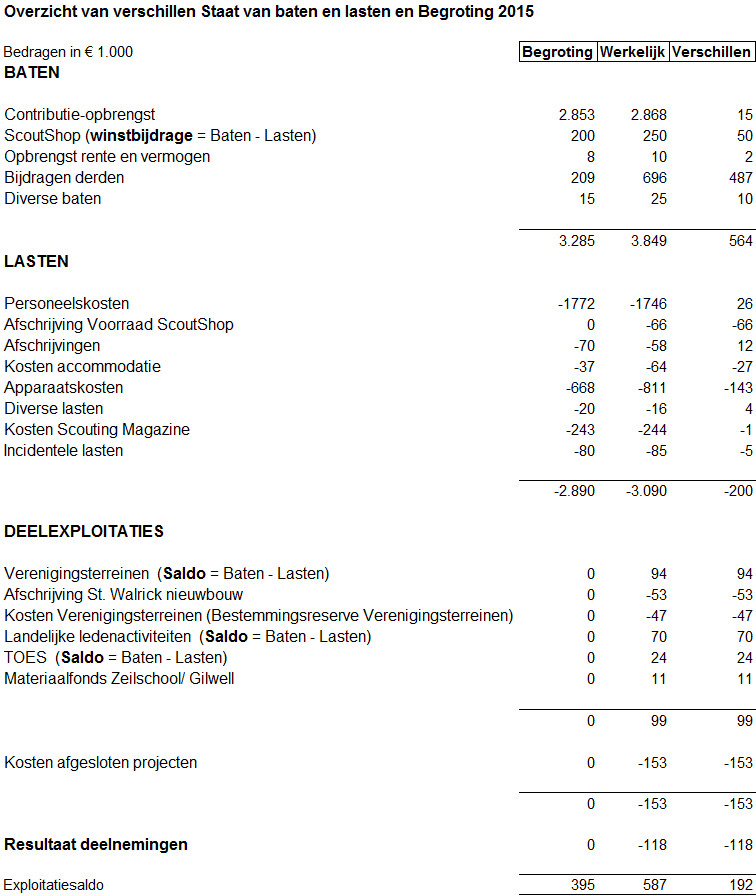 Overzicht van verschillen Staat van baten en lasten en Begroting 2015
Bedragen in € 1.000 Begroting Werkelijk Verschillen
BATEN
Contributie-opbrengst 2.853 2.868 15
ScoutShop (winstbijdrage = Baten - Lasten) 200 250 50
Opbrengst rente en vermogen 8 10 2
Bijdragen derden 209 696 487
Diverse baten 15 25 10
3.285 3.849 564
LASTEN
Personeelskosten -1772 -1746 26
Afschrijving Voorraad ScoutShop 0 -66 -66
Afschrijvingen -70 -58 12
Kosten accommodatie -37 -64 -27
Apparaatskosten -668 -811 -143
Diverse lasten -20 -16 4
Kosten Scouting Magazine -243 -244 -1
Incidentele lasten -80 -85 -5
-2.890 -3.090 -200
DEELEXPLOITATIES
Verenigingsterreinen (Saldo = Baten - Lasten) 0 94 94
Afschrijving St. Walrick nieuwbouw 0 -53 -53
Kosten Verenigingsterreinen (Bestemmingsreserve Verenigingsterreinen) 0 -47 -47
Landelijke ledenactiviteiten (Saldo = Baten - Lasten) 0 70 70
TOES (Saldo = Baten - Lasten) 0 24 24
Materiaalfonds Zeilschool/ Gilwell 0 11 11
0 99 99
Kosten afgesloten projecten 0 -153 -153
0 -153 -153
Resultaat deelnemingen 0 -118 -118
Exploitatiesaldo 395 587 192